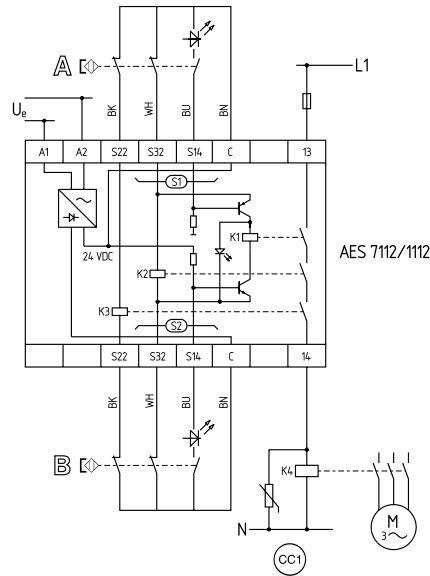 A
L1
BK WH BU BN
Ue
A1 A2 S22 S32 S14 C 13
S1
K1
AES 7112/1112
24 VDC
K2
K3
S2
S22 S32 S14 C 14
BK WH BU BN
B
K4
M
3
N
CC1